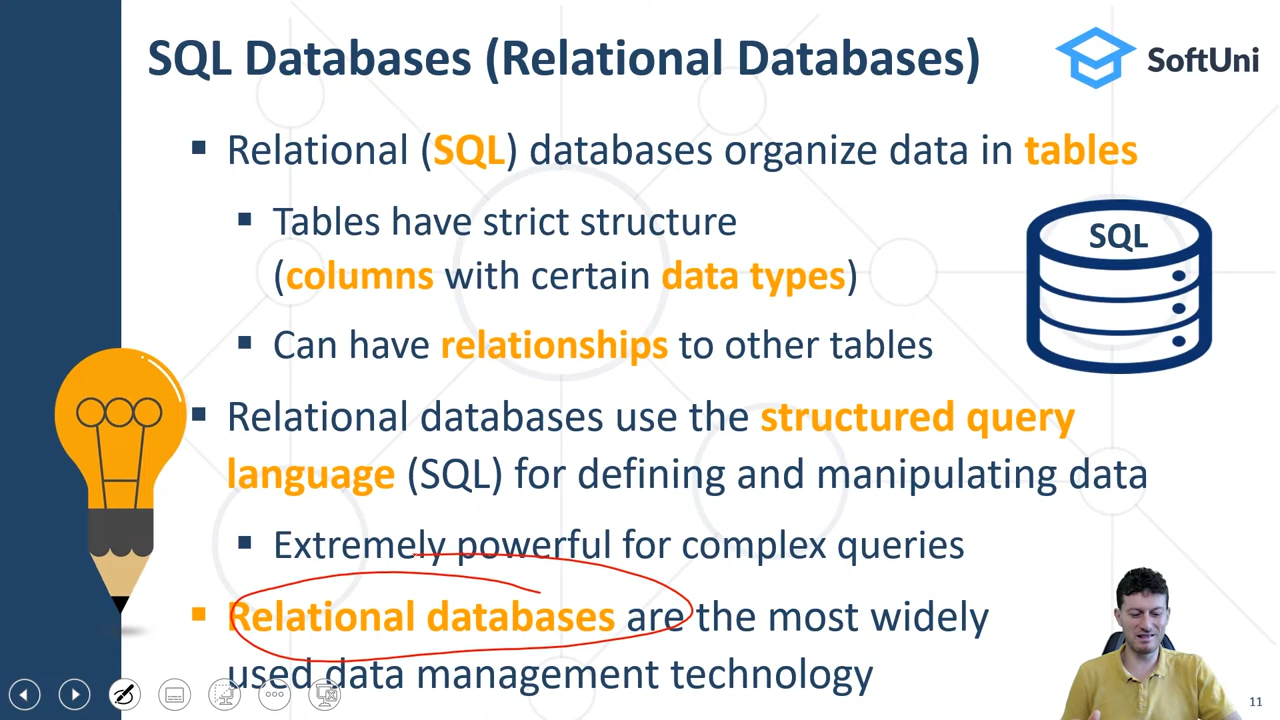 SQL Databases (Relational Databases)
SoftUni
▪ Relational (SQL) databases organize data in tables
▪ Tables have strict structure
(columns with certain data types)
▪ Can have relationships to other tables
SQL
▪ Relational databases use the structured query
language (SQL) for defining and manipulating data
▪ Extremely powerful for complex queries
▪ Relational databases are the most widely
used data management technology
11